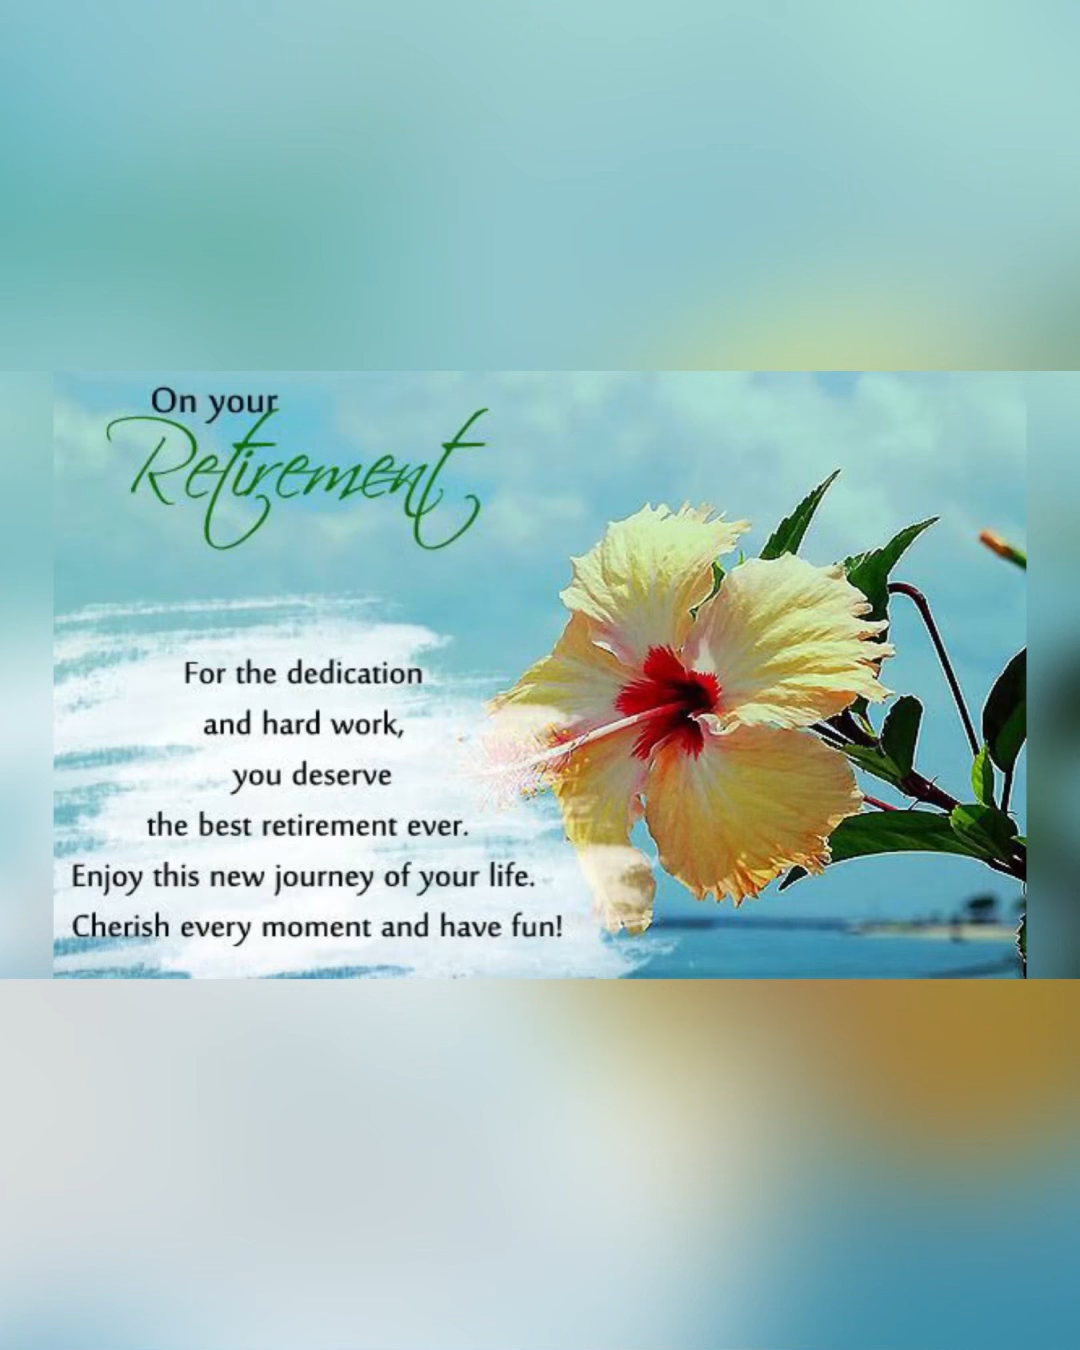 On your
Retirement
For the dedication
and hard work,
you deserve
the best retirement ever.
Enjoy this new journey of your life.
Cherish every moment and have fun!